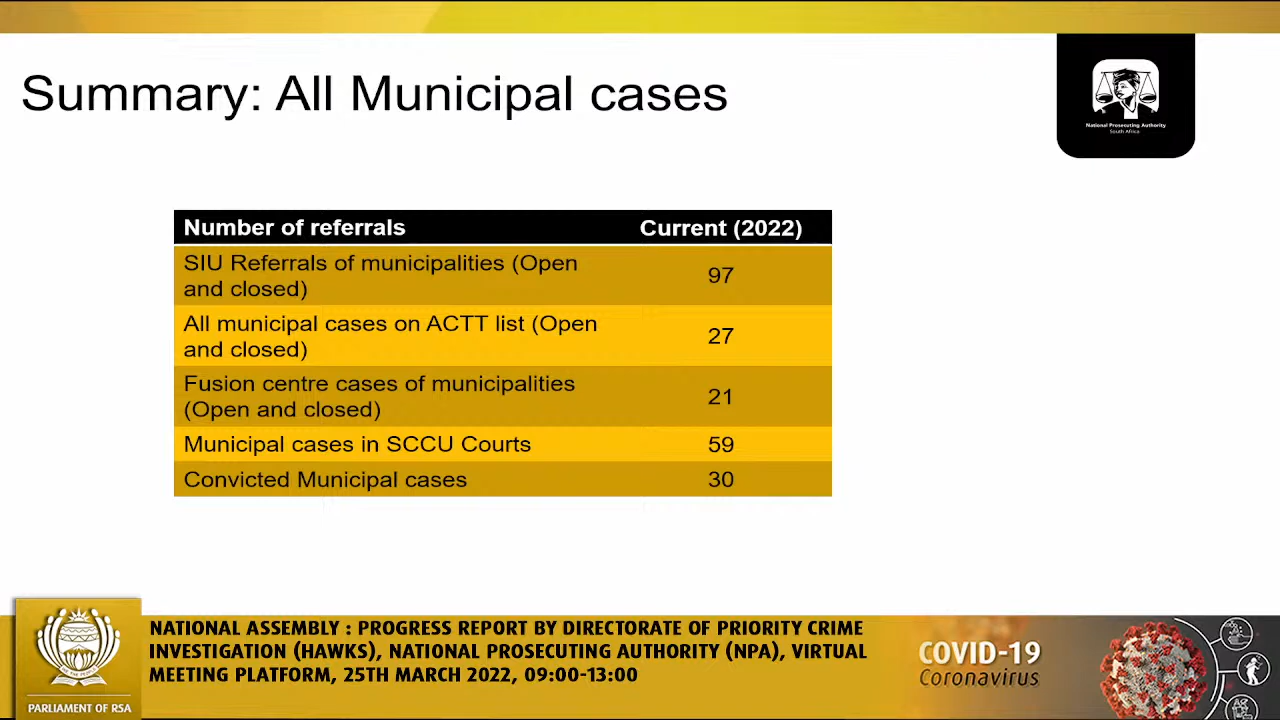 Summary: All Municipal cases
National Prosecuting Authority
South Africa
Number of referrals Current (2022)
SIU Referrals of municipalities (Open
and closed) 97
All municipal cases on ACTT list (Open
and closed) 27
Fusion centre cases of municipalities
(Open and closed) 21
Municipal cases in SCCU Courts 59
Convicted Municipal cases 30
NATIONAL ASSEMBLY : PROGRESS REPORT BY DIRECTORATE OF PRIORITY CRIME
INVESTIGATION (HAWKS), NATIONAL PROSECUTING AUTHORITY (NPA), VIRTUAL
MEETING PLATFORM, 25TH MARCH 2022, 09:00-13:00
PARLIAMENT OF RSA
COVID-19
Coronavirus